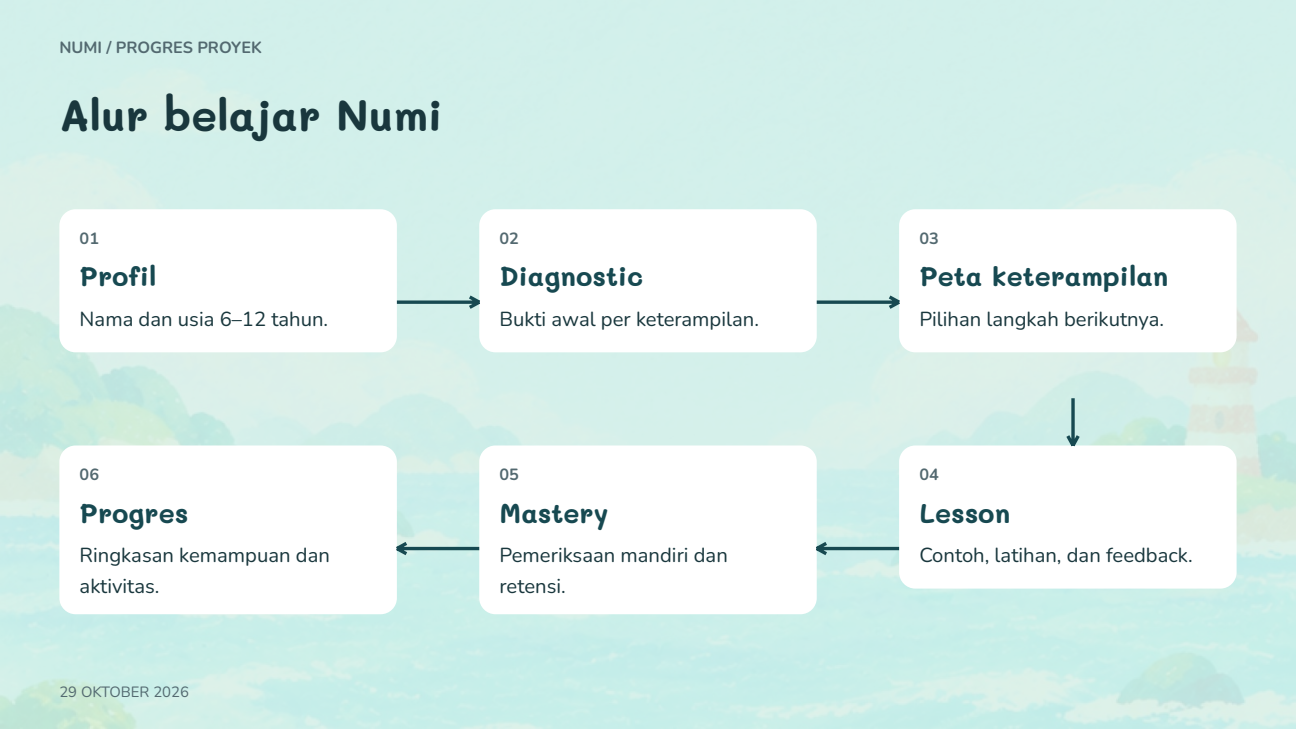 NUMI / PROGRES PROYEK
Alur belajar Numi
01
Profil
Nama dan usia 6–12 tahun.
02
Diagnostic
Bukti awal per keterampilan.
03
Peta keterampilan
Pilihan langkah berikutnya.
04
Lesson
Contoh, latihan, dan feedback.
05
Mastery
Pemeriksaan mandiri dan
retensi.
06
Progres
Ringkasan kemampuan dan
aktivitas.
29 OKTOBER 2026